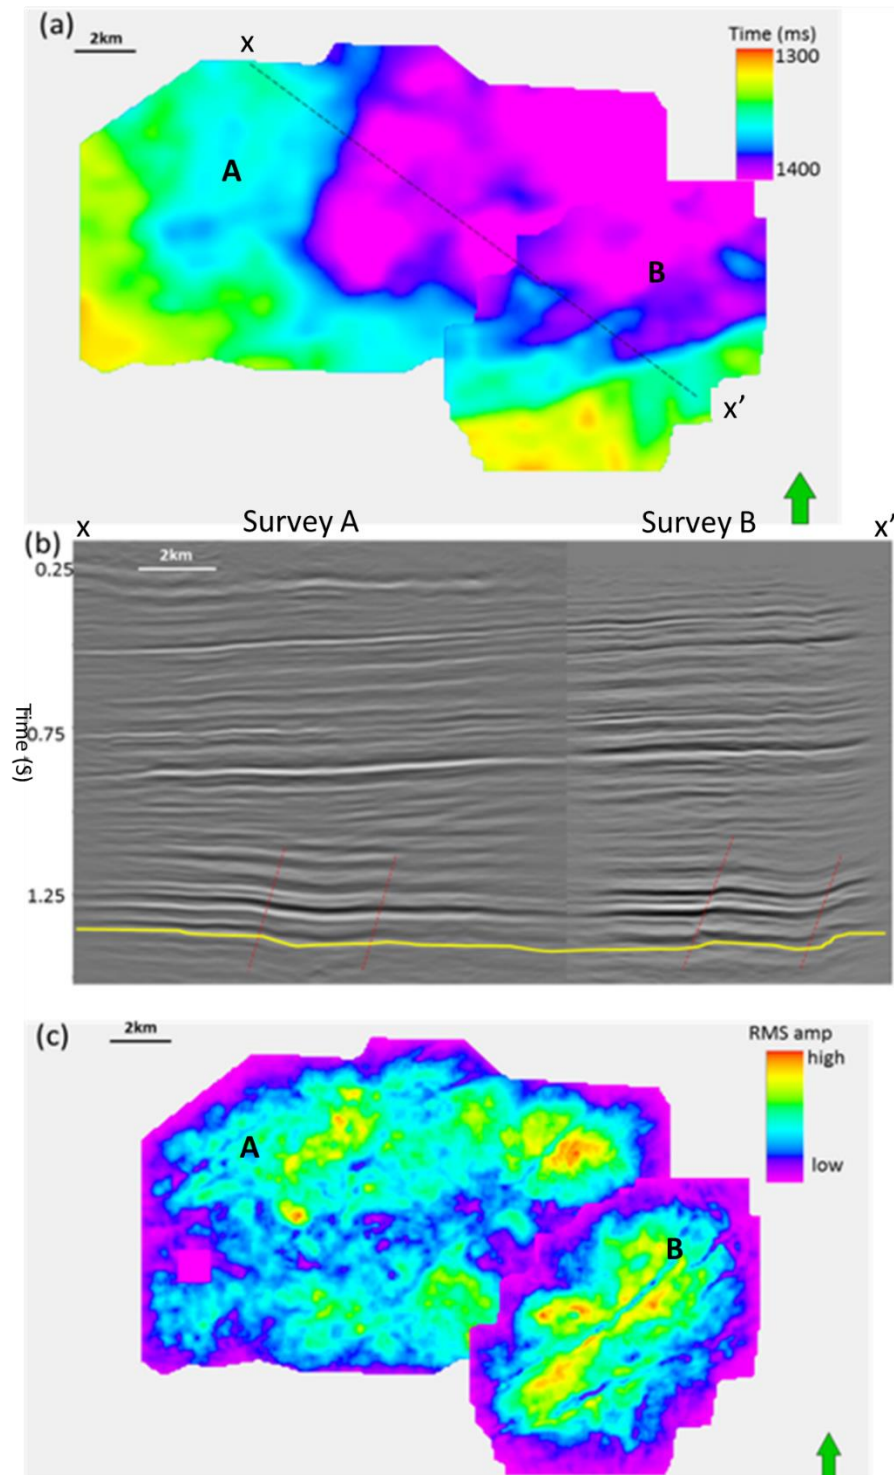 (a)
2km
x
Time (ms)
1300
1400
A
B
x'
x
Survey A
Survey B
x'
(b)
2km
0.25
0.75
1.25
Time (S)
(c)
2km
RMS amp
high
low
A
B